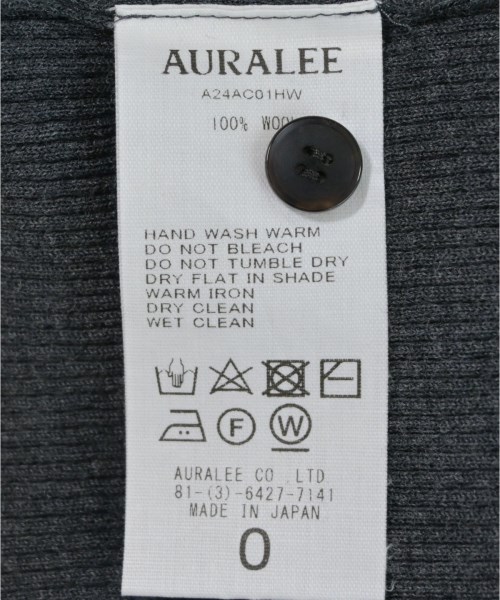 AURALEE
A24AC01HW
100%
HAND WASH WARM
DO NOT BLEACH
DO NOT TUMBLE DRY
DRY FLAT IN SHADE
WARM IRON
DRY CLEAN
WET CLEAN
F W
AURALEE CO.,LTD
81-(3)-6427-7141
MADE IN JAPAN
0